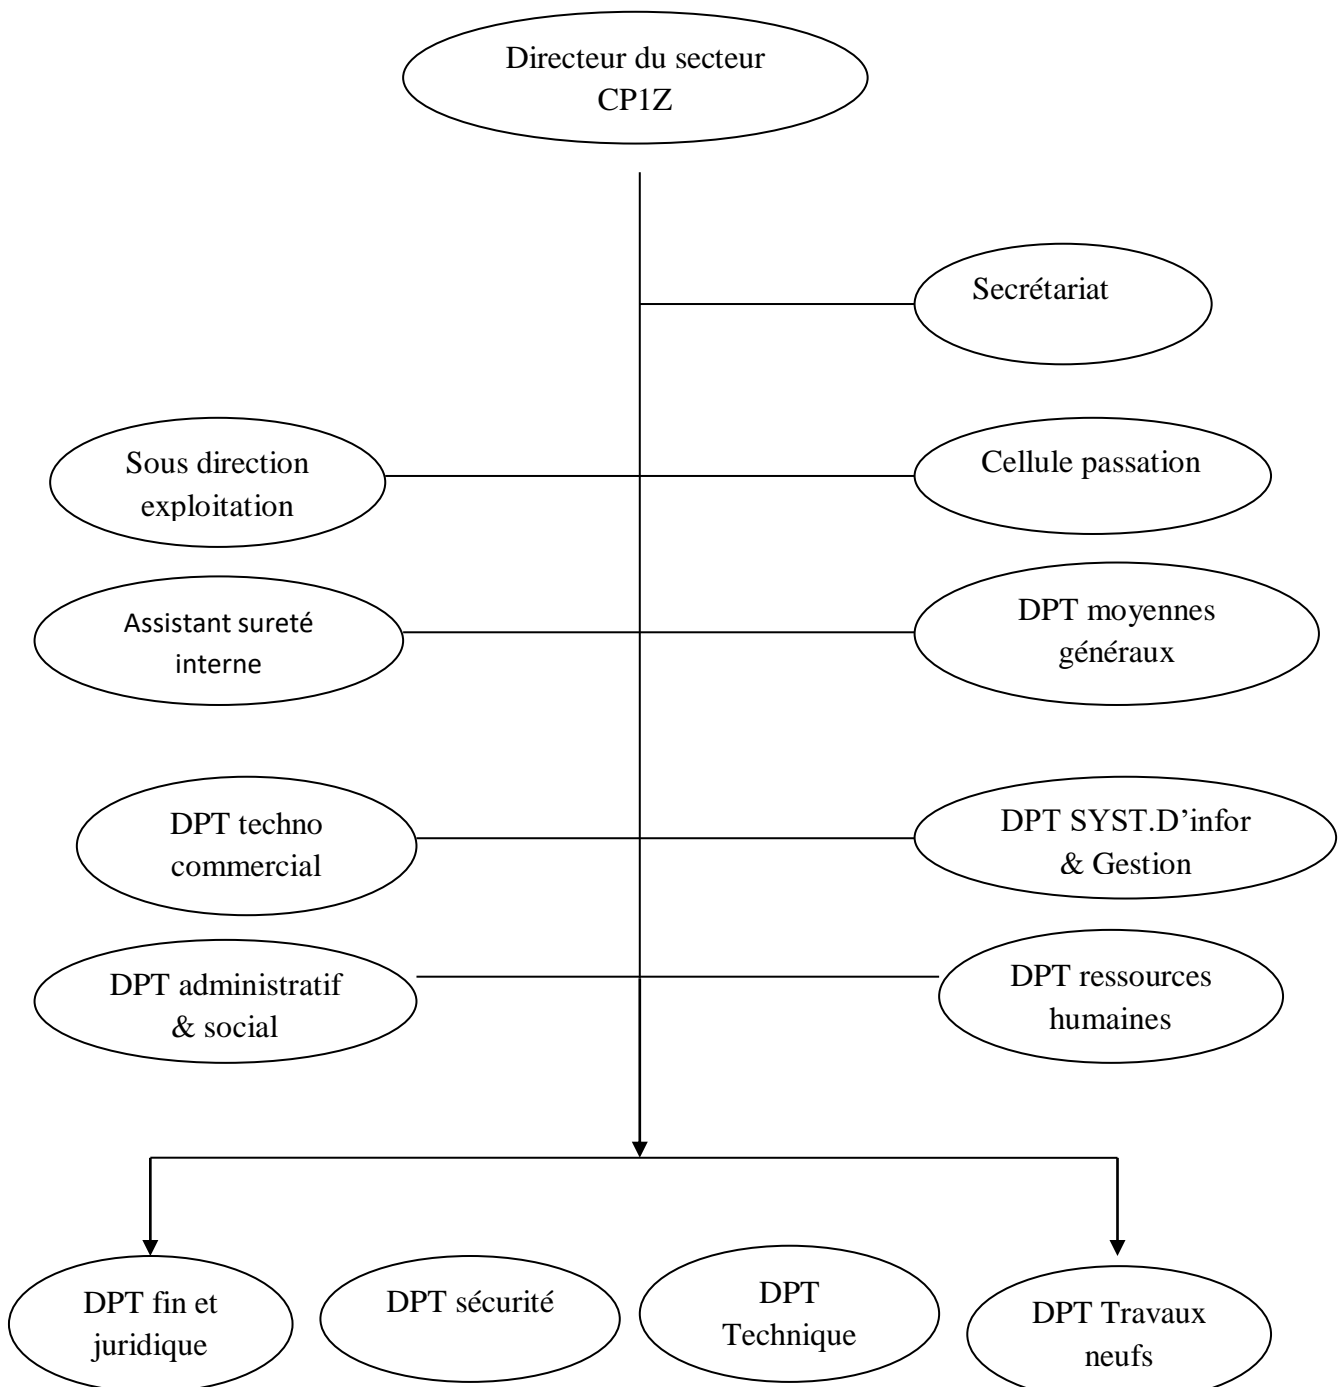 Directeur du secteur
CP1Z
Secrétariat
Sous direction
exploitation
Cellule passation
Assistant sureté
interne
DPT moyennes
généraux
DPT techno
commercial
DPT SYST.D’infor
& Gestion
DPT administratif
& social
DPT ressources
humaines
DPT fin et
juridique
DPT sécurité
DPT
Technique
DPT Travaux
neufs